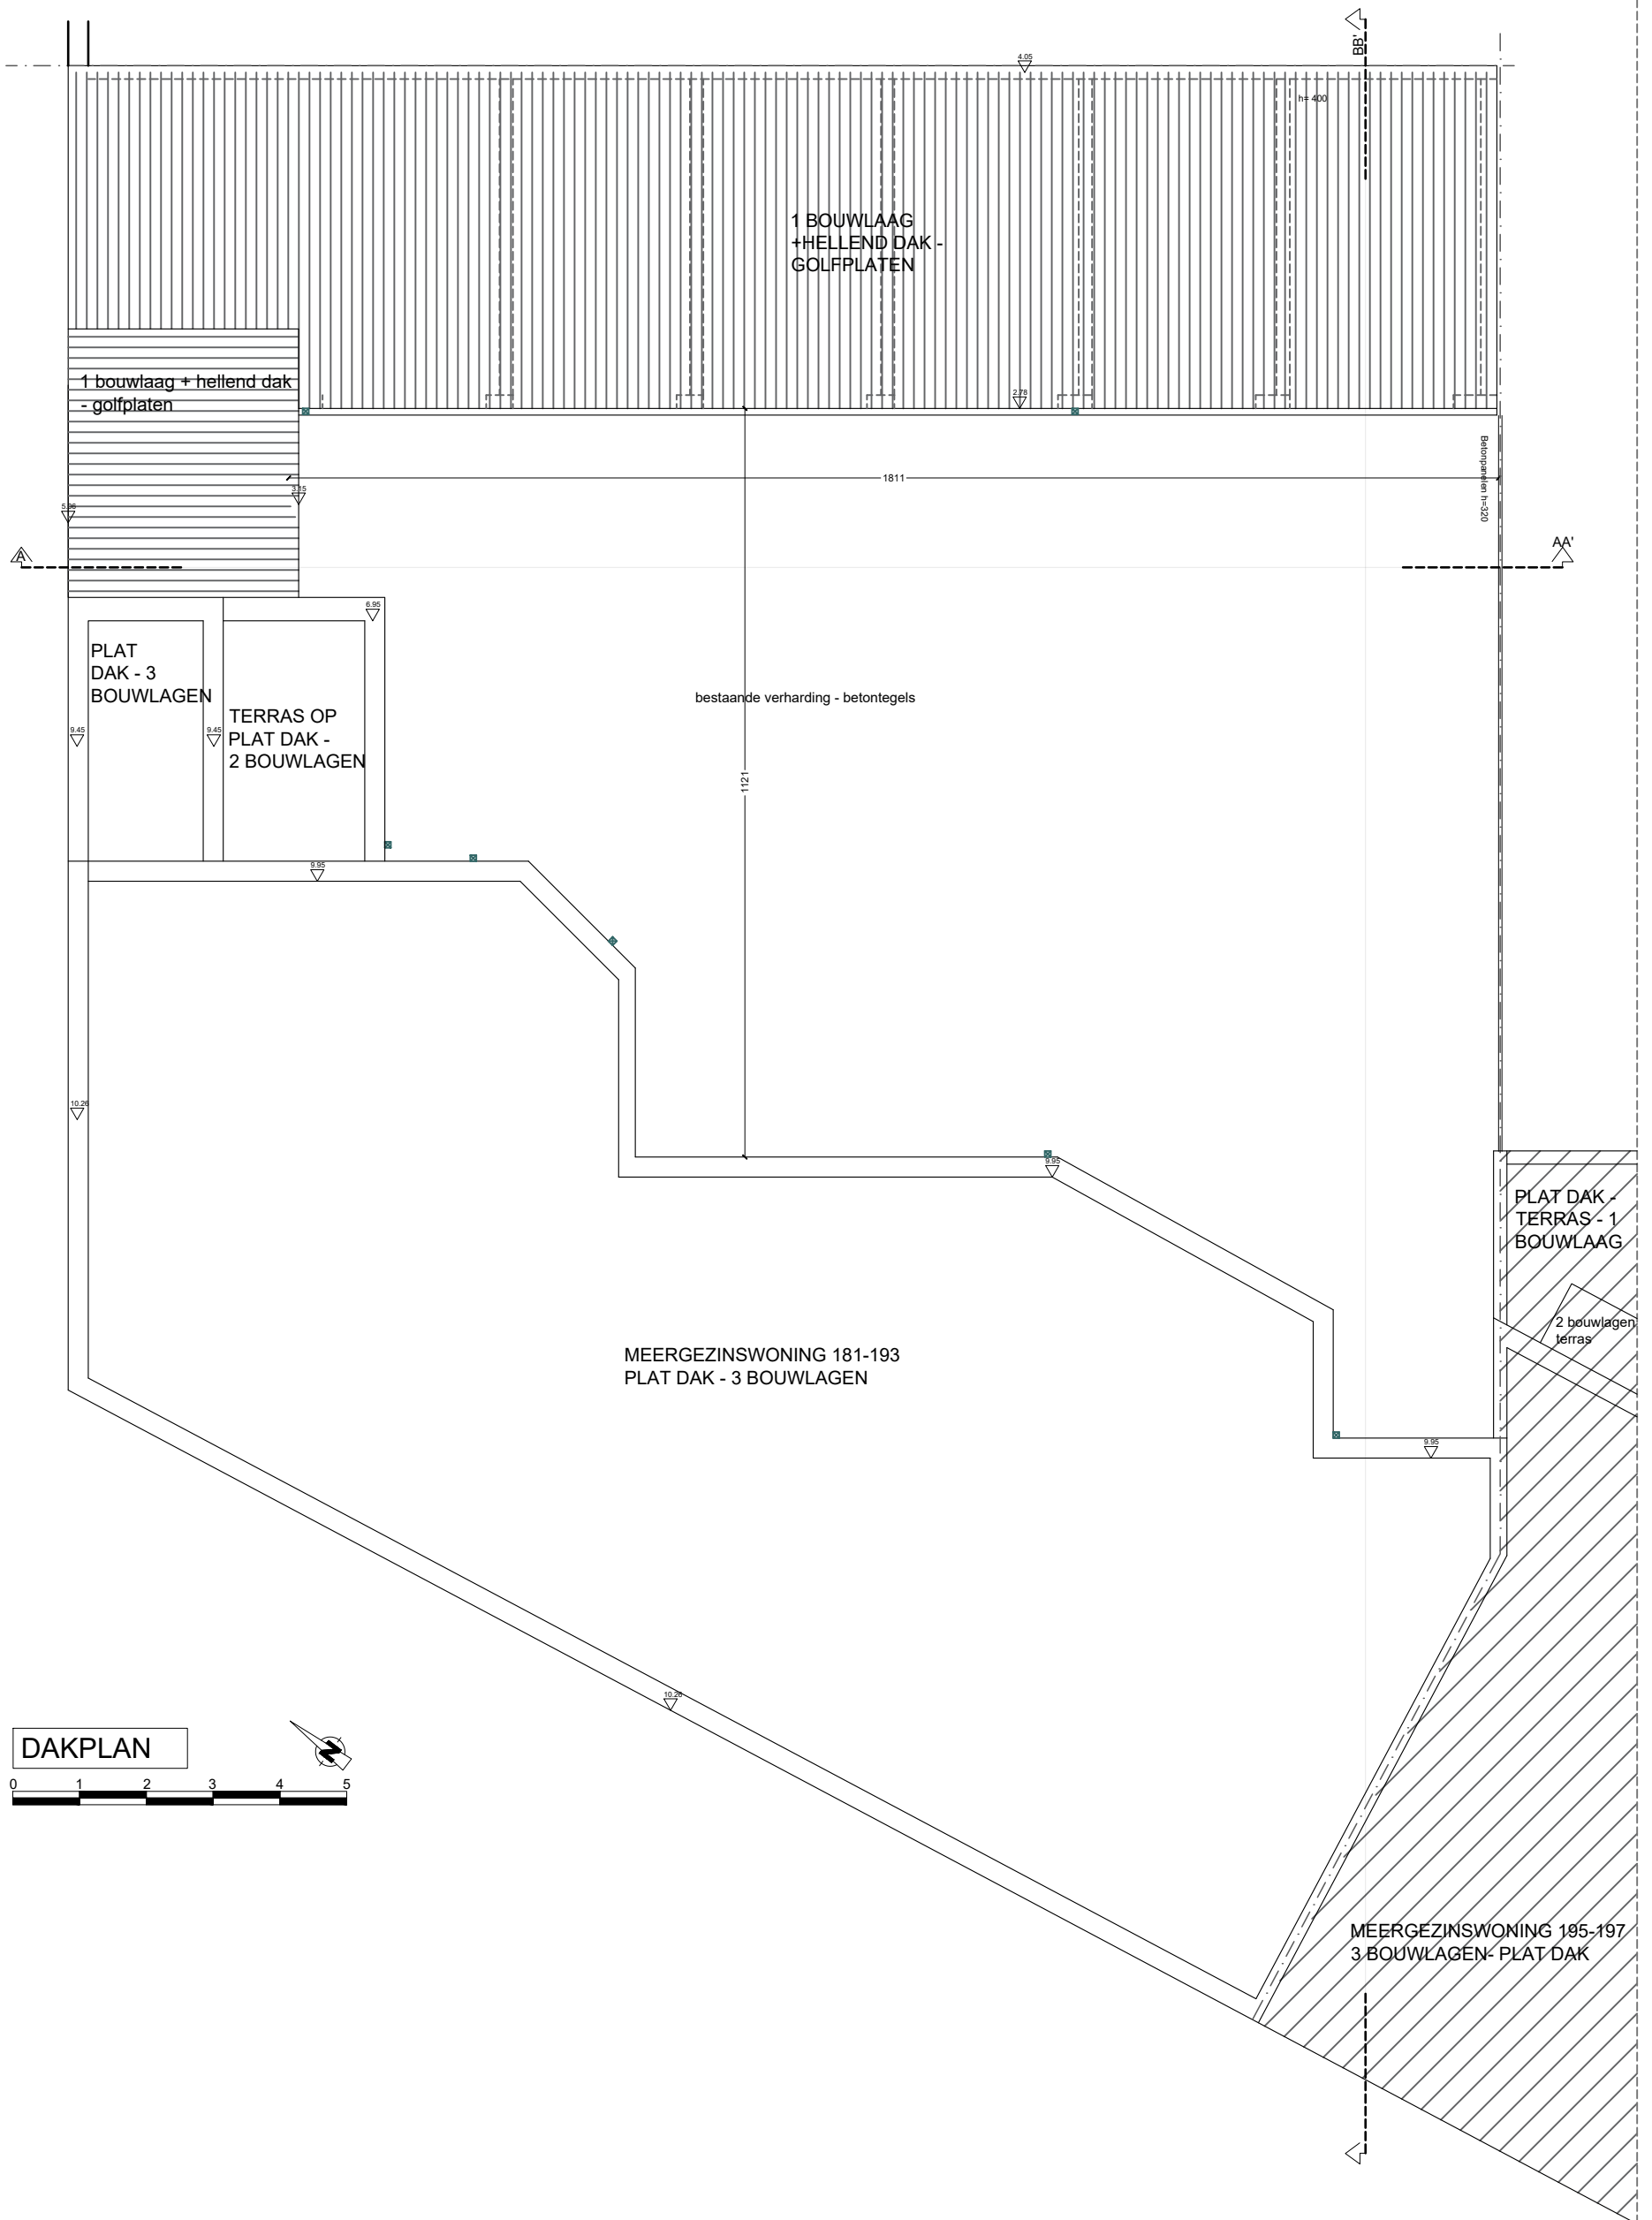 4.05
BB'
h= 400
1 BOUWLAAG
+HELLEND DAK -
GOLFPLATEN
1 bouwlaag + hellend dak
- golfplaten
2.78
Betonpanelen h=320
1811
3.15
5.36
A
AA'
6.95
PLAT
DAK - 3
BOUWLAGEN
TERRAS OP
PLAT DAK -
2 BOUWLAGEN
9.45
9.45
bestaande verharding - betontegels
1121
9.95
10.26
9.95
PLAT DAK -
TERRAS - 1
BOUWLAAG
2 bouwlagen
terras
MEERGEZINSWONING 181-193
PLAT DAK - 3 BOUWLAGEN
9.95
10.26
DAKPLAN
N
0 1 2 3 4 5
MEERGEZINSWONING 195-197
3 BOUWLAGEN- PLAT DAK